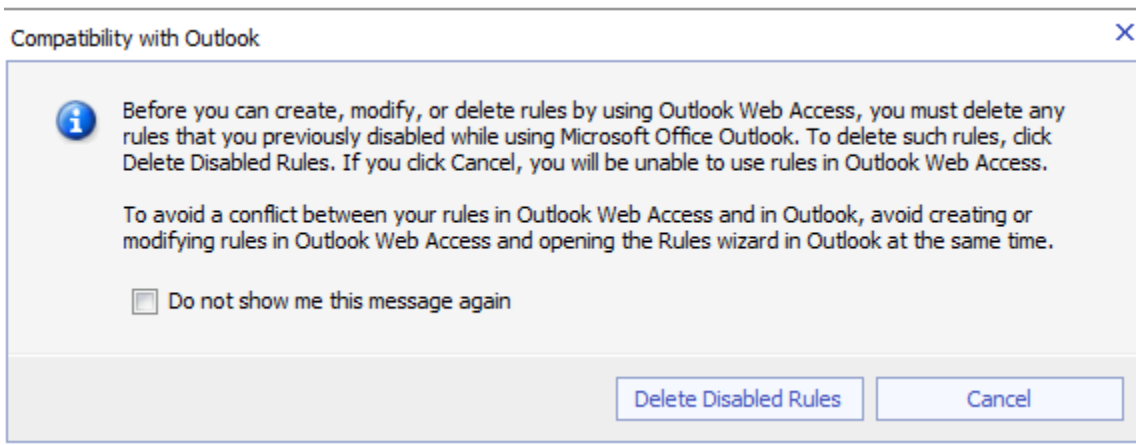 Compatibility with Outlook
Before you can create, modify, or delete rules by using Outlook Web Access, you must delete any
rules that you previously disabled while using Microsoft Office Outlook. To delete such rules, click
Delete Disabled Rules. If you click Cancel, you will be unable to use rules in Outlook Web Access.
To avoid a conflict between your rules in Outlook Web Access and in Outlook, avoid creating or
modifying rules in Outlook Web Access and opening the Rules wizard in Outlook at the same time.
Do not show me this message again
Delete Disabled Rules
Cancel